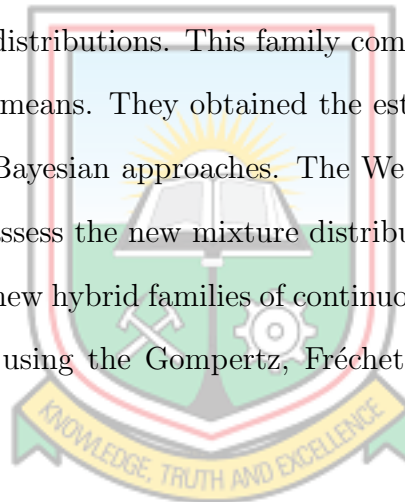 distributions. This family com
means. They obtained the est
Bayesian approaches. The We
assess the new mixture distribu
new hybrid families of continuo
using the Gompertz, Fréchet
KNOWLEDGE, TRUTH AND EXCELLENCE